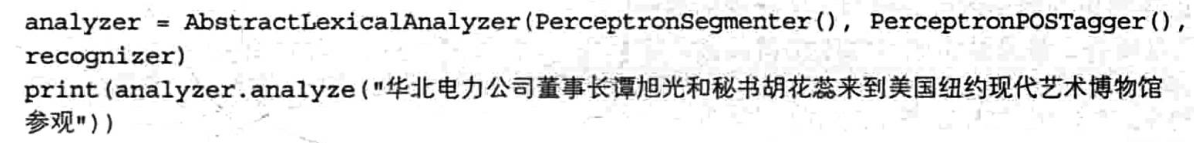 analyzer = AbstractLexicalAnalyzer(PerceptronSegmenter(), PerceptronPOSTagger(),
recognizer)
print(analyzer.analyze("华北电力公司董事长谭旭光和秘书胡花蕊来到美国纽约现代艺术博物馆
参观"))